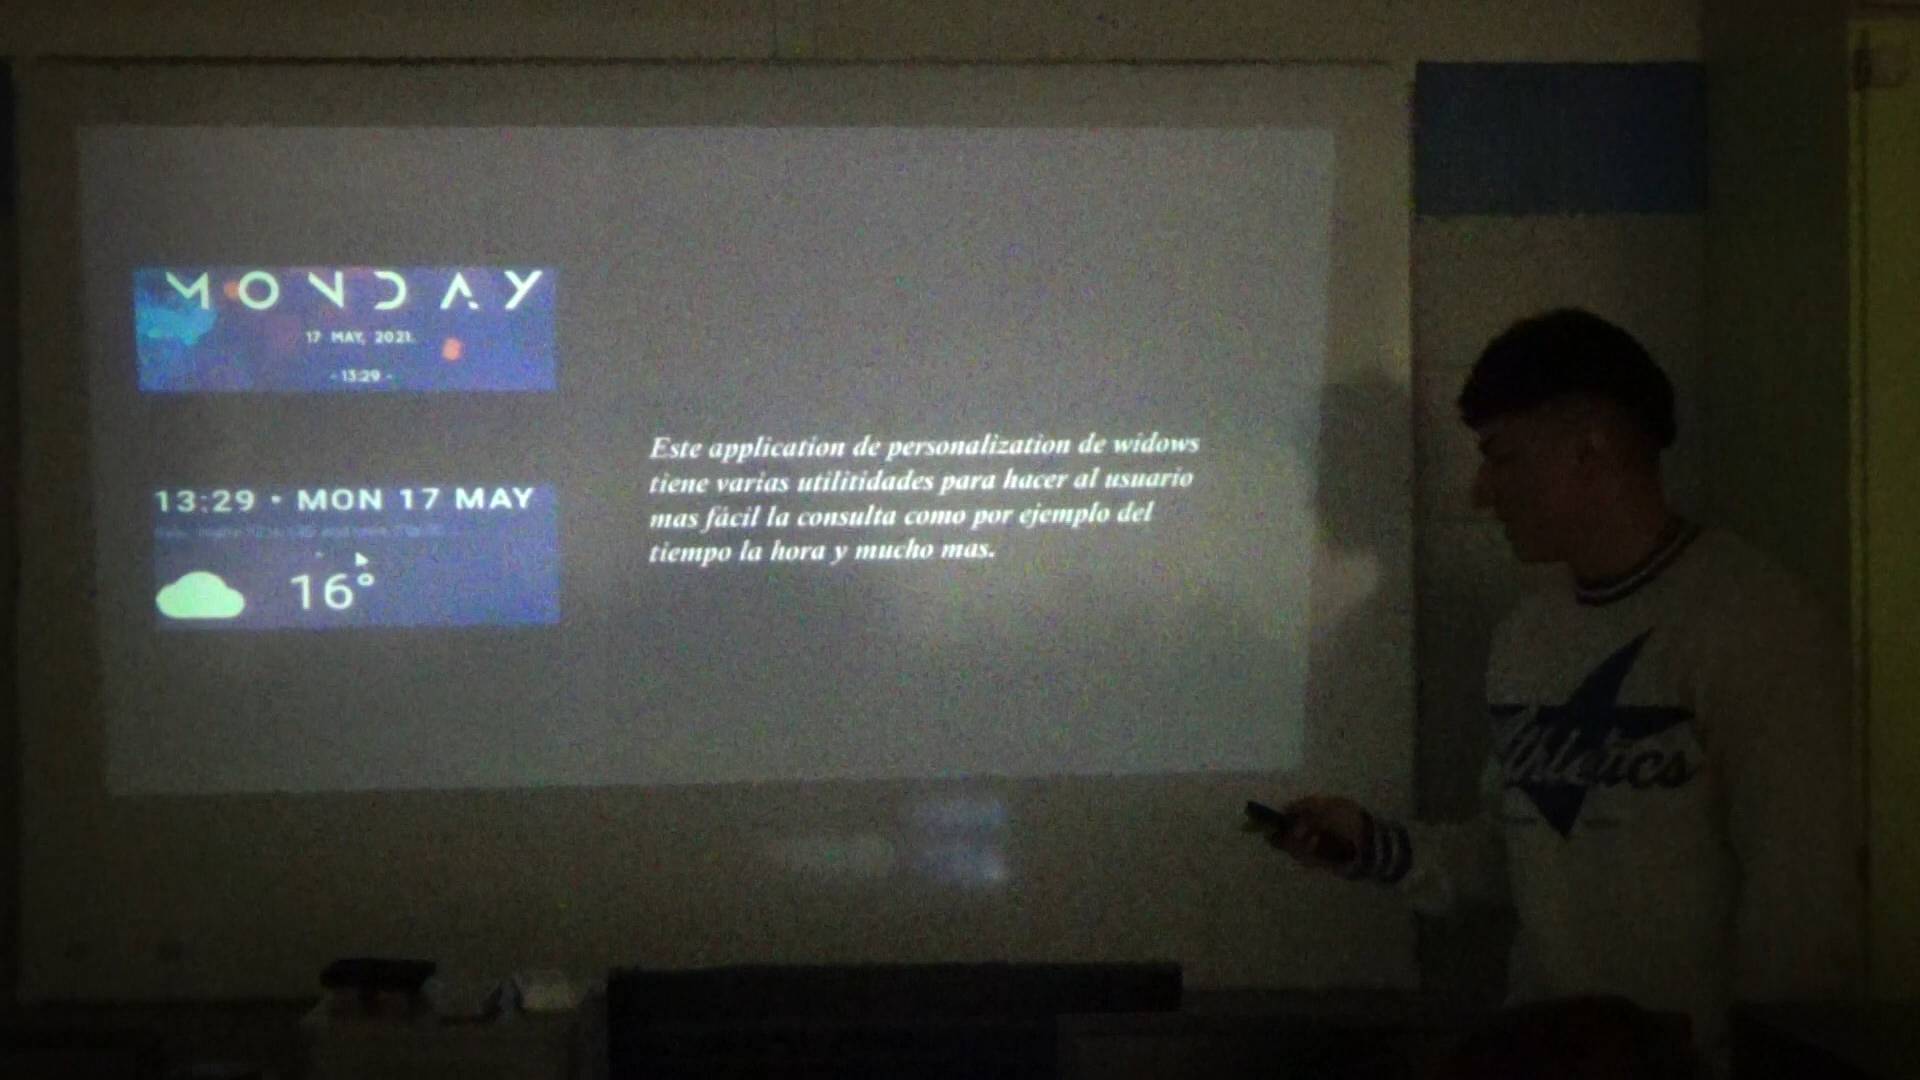 MONDAY
17 MAY, 2021.
- 13:29 -
13:29 • MON 17 MAY
16°
Este application de personalization de widows
tiene varias utilitidades para hacer al usuario
mas fácil la consulta como por ejemplo del
tiempo la hora y mucho mas.
Athletics